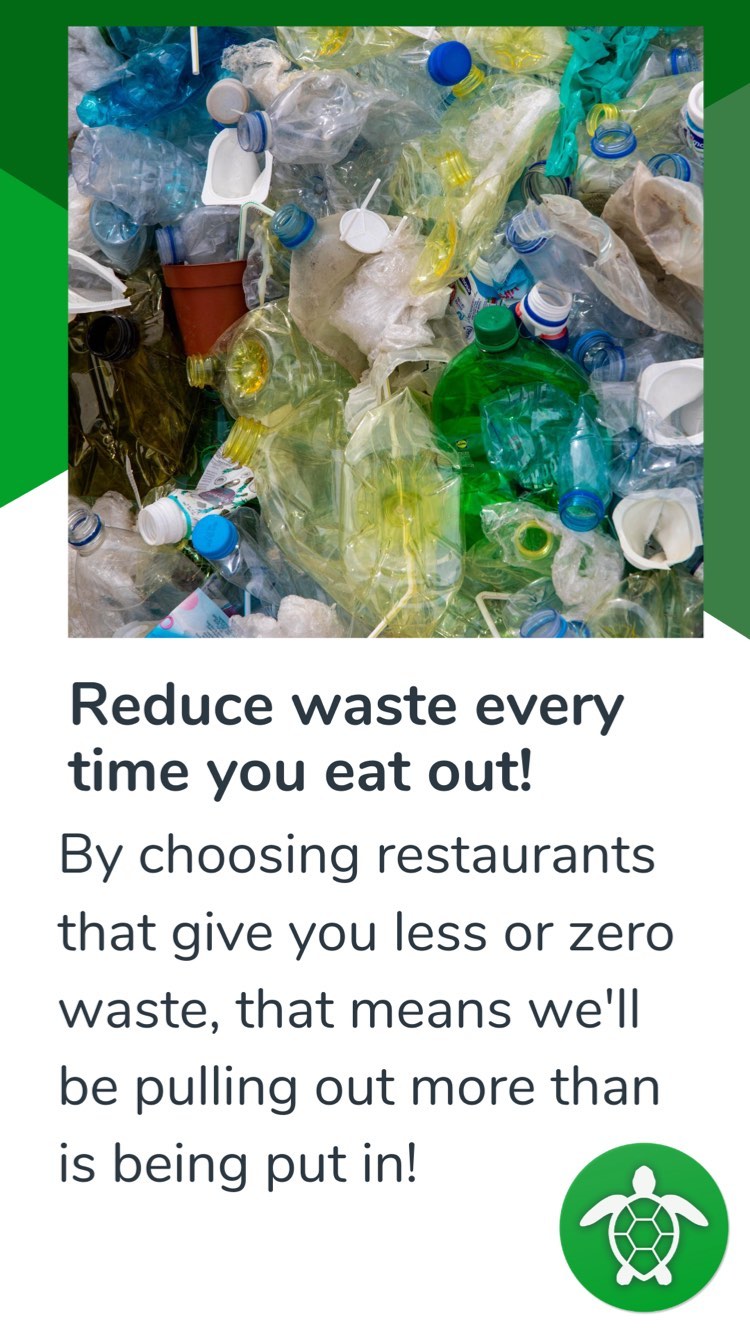 Reduce waste every
time you eat out!
By choosing restaurants
that give you less or zero
waste, that means we'll
be pulling out more than
is being put in!